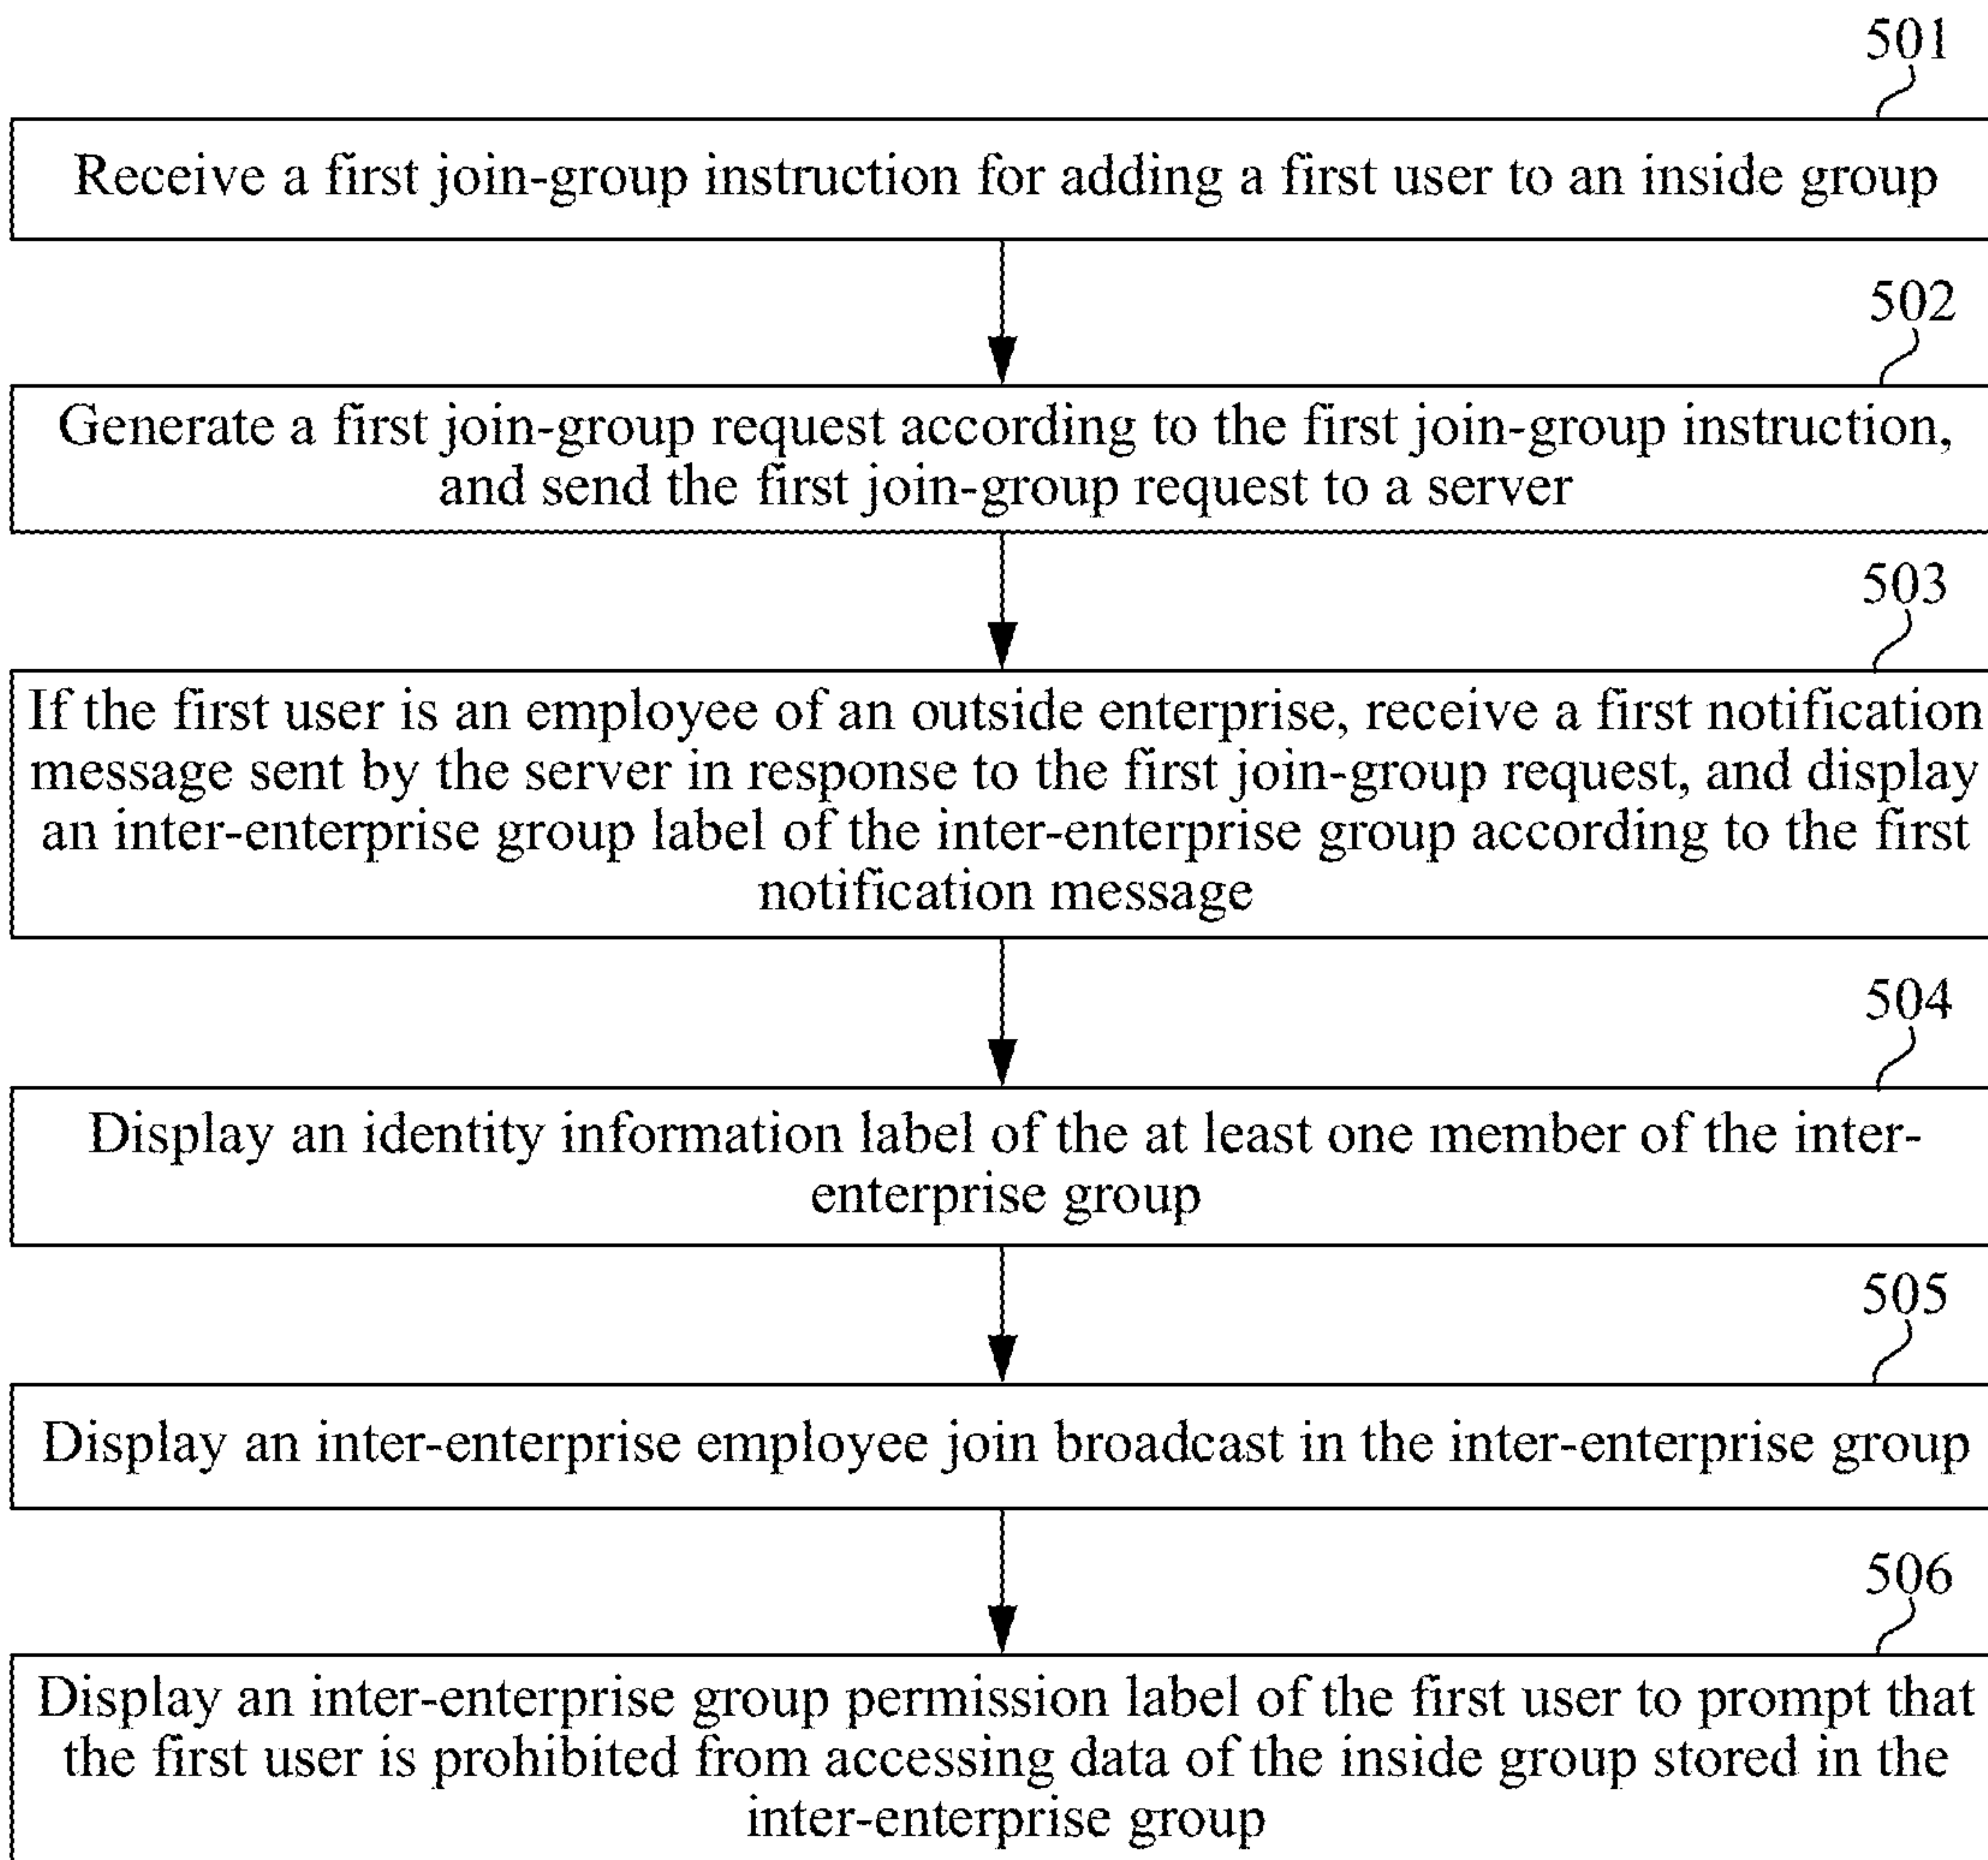 501
Receive a first join-group instruction for adding a first user to an inside group
502
Generate a first join-group request according to the first join-group instruction,
and send the first join-group request to a server
503
If the first user is an employee of an outside enterprise, receive a first notification
message sent by the server in response to the first join-group request, and display
an inter-enterprise group label of the inter-enterprise group according to the first
notification message
504
Display an identity information label of the at least one member of the inter-
enterprise group
505
Display an inter-enterprise employee join broadcast in the inter-enterprise group
506
Display an inter-enterprise group permission label of the first user to prompt that
the first user is prohibited from accessing data of the inside group stored in the
inter-enterprise group